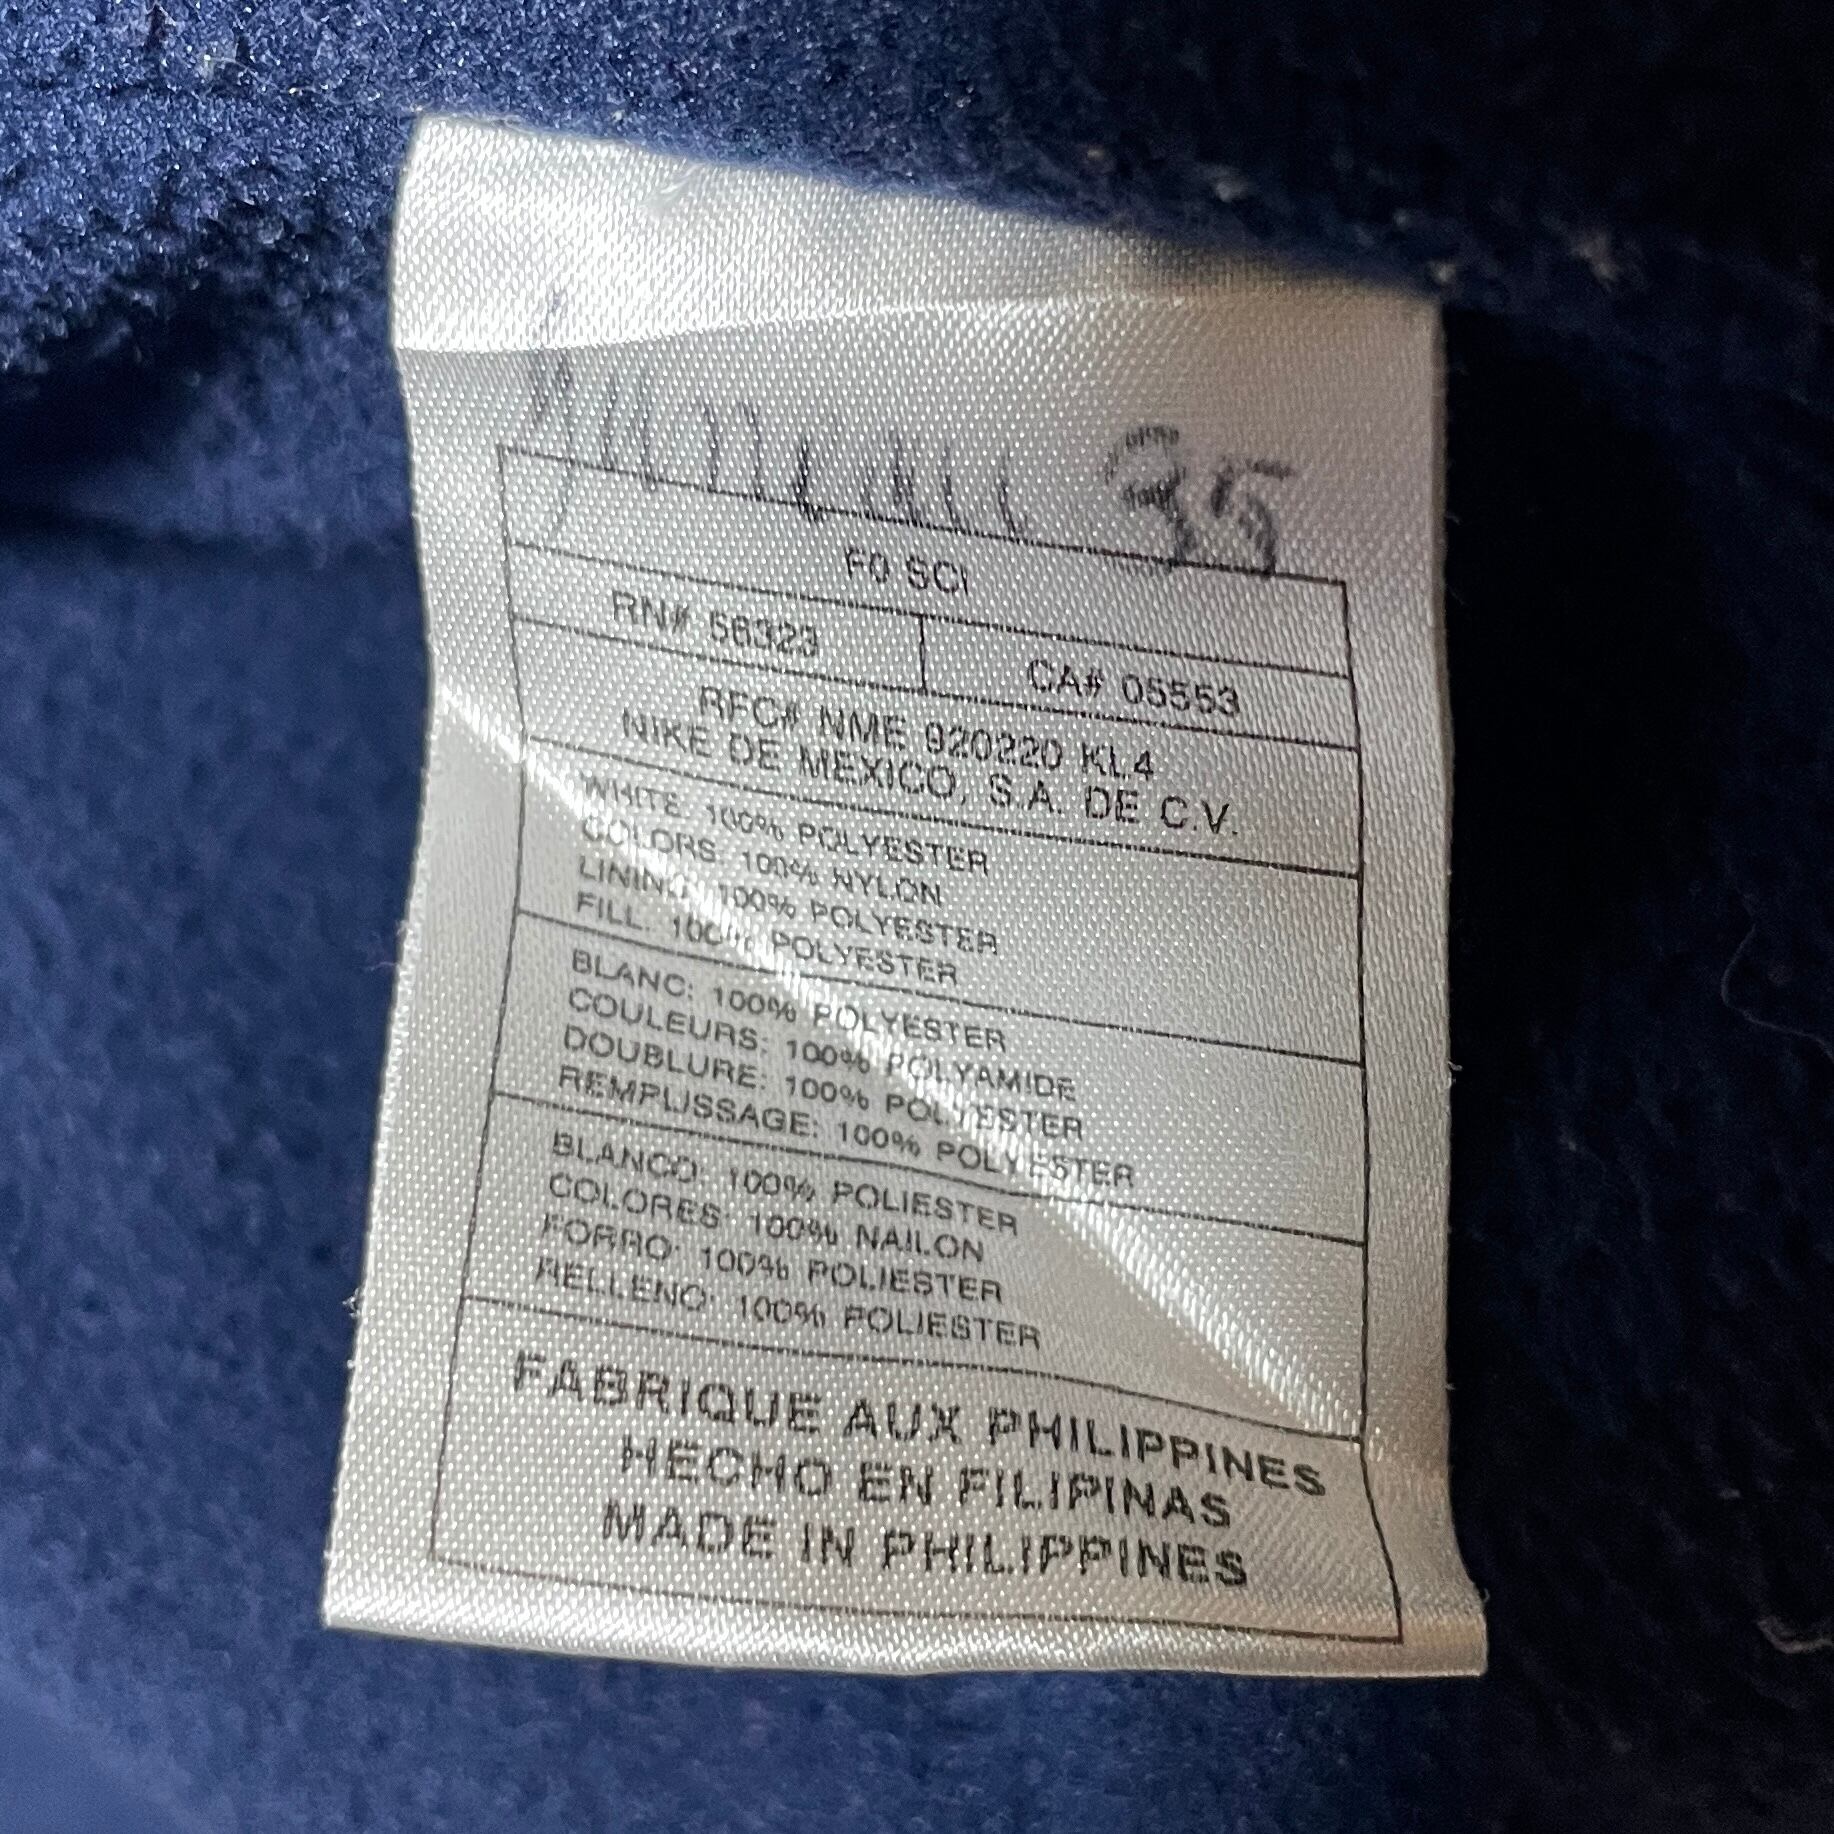 35
F0 SCI
RN# 56323
CA# 05553
RFC# NME 920220 KL4
NIKE DE MEXICO, S.A. DE C.V.
WHITE: 100% POLYESTER
COLORS: 100% NYLON
LINING: 100% POLYESTER
FILL: 100% POLYESTER
BLANC: 100% POLYESTER
COULEURS: 100% POLYAMIDE
DOUBLURE: 100% POLYESTER
REMPLISSAGE: 100% POLYESTER
BLANCO: 100% POLIESTER
COLORES: 100% NAILON
FORRO: 100% POLIESTER
RELLENO: 100% POLIESTER
FABRIQUE AUX PHILIPPINES
HECHO EN FILIPINAS
MADE IN PHILIPPINES